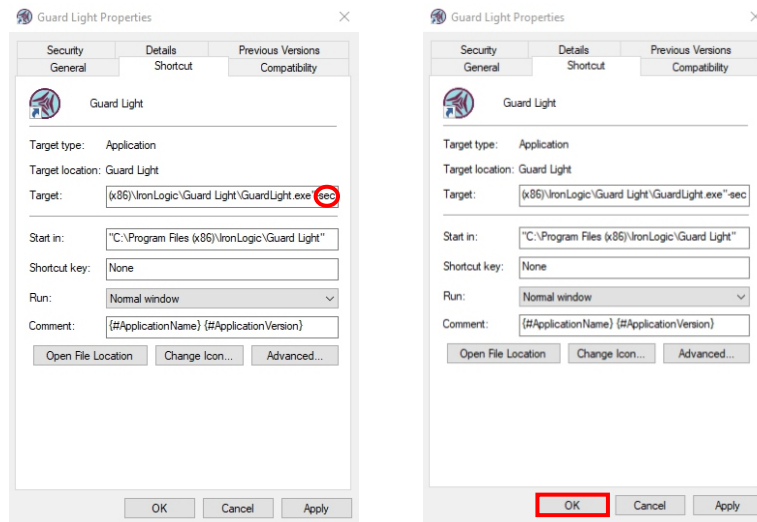 Guard Light Properties
Security Details Previous Versions
General Shortcut Compatibility
Guard Light
Target type: Application
Target location: Guard Light
Target: (x86)\IronLogic\Guard Light\GuardLight.exe"-sec
Start in: "C:\Program Files (x86)\IronLogic\Guard Light"
Shortcut key: None
Run: Normal window
Comment: {#ApplicationName} {#ApplicationVersion}
Open File Location Change Icon... Advanced...
OK Cancel Apply
Guard Light Properties
Security Details Previous Versions
General Shortcut Compatibility
Guard Light
Target type: Application
Target location: Guard Light
Target: (x86)\IronLogic\Guard Light\GuardLight.exe"-sec
Start in: "C:\Program Files (x86)\IronLogic\Guard Light"
Shortcut key: None
Run: Normal window
Comment: {#ApplicationName} {#ApplicationVersion}
Open File Location Change Icon... Advanced...
OK Cancel Apply